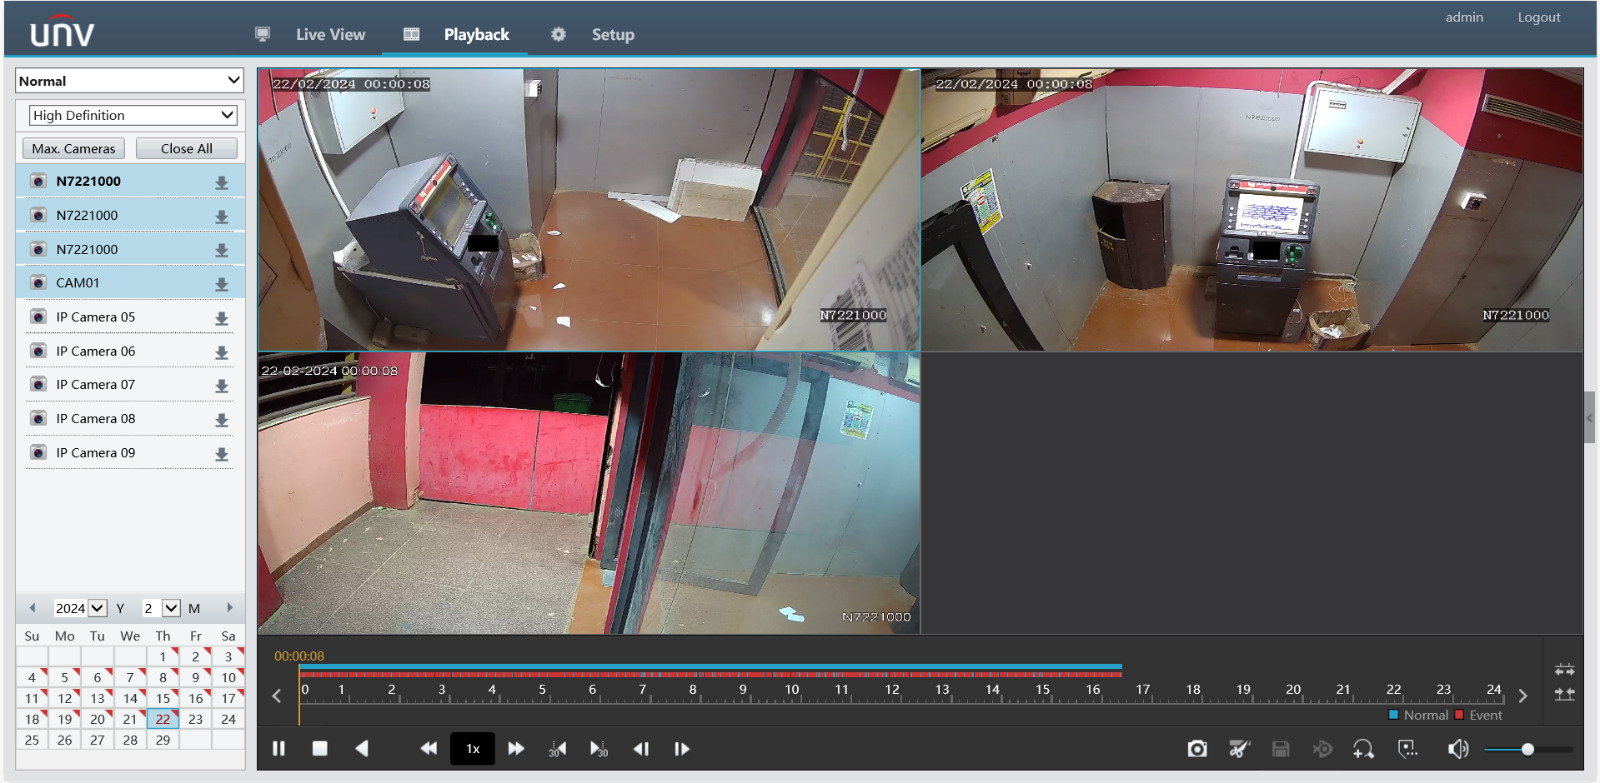 unv
Live View
Playback
Setup
admin
Logout
Normal
High Definition
Max. Cameras
Close All
N7221000
N7221000
N7221000
CAM01
IP Camera 05
IP Camera 06
IP Camera 07
IP Camera 08
IP Camera 09
2024 Y 2 M
Su Mo Tu We Th Fr Sa
1 2 3
4 5 6 7 8 9 10
11 12 13 14 15 16 17
18 19 20 21 22 23 24
25 26 27 28 29
22/02/2024 00:00:08
N7221000
22/02/2024 00:00:08
N7221000
N7221000
22-02-2024 00:00:08
N7221000
00:00:08
0 1 2 3 4 5 6 7 8 9 10 11 12 13 14 15 16 17 18 19 20 21 22 23 24
Normal Event
1x
30
30